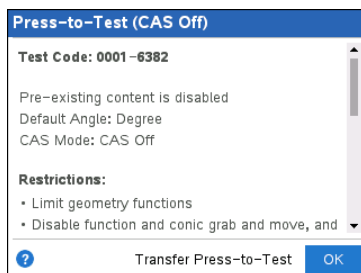 Press-to-Test (CAS Off)
Test Code: 0001-6382
Pre-existing content is disabled
Default Angle: Degree
CAS Mode: CAS Off
Restrictions:
• Limit geometry functions
• Disable function and conic grab and move, and
? Transfer Press-to-Test OK